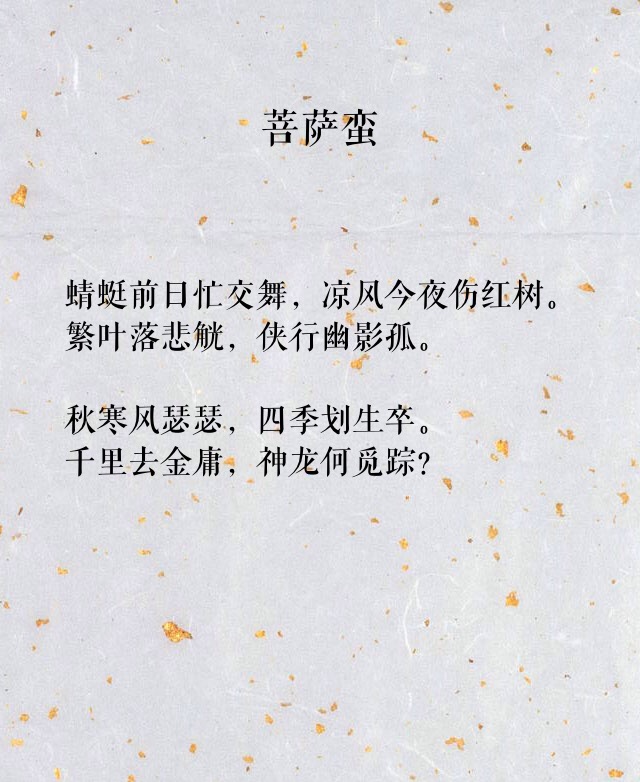 菩萨蛮
蜻蜓前日忙交舞，凉风今夜伤红树。
繁叶落悲觥，侠行幽影孤。
秋寒风瑟瑟，四季划生卒。
千里去金庸，神龙何觅踪？